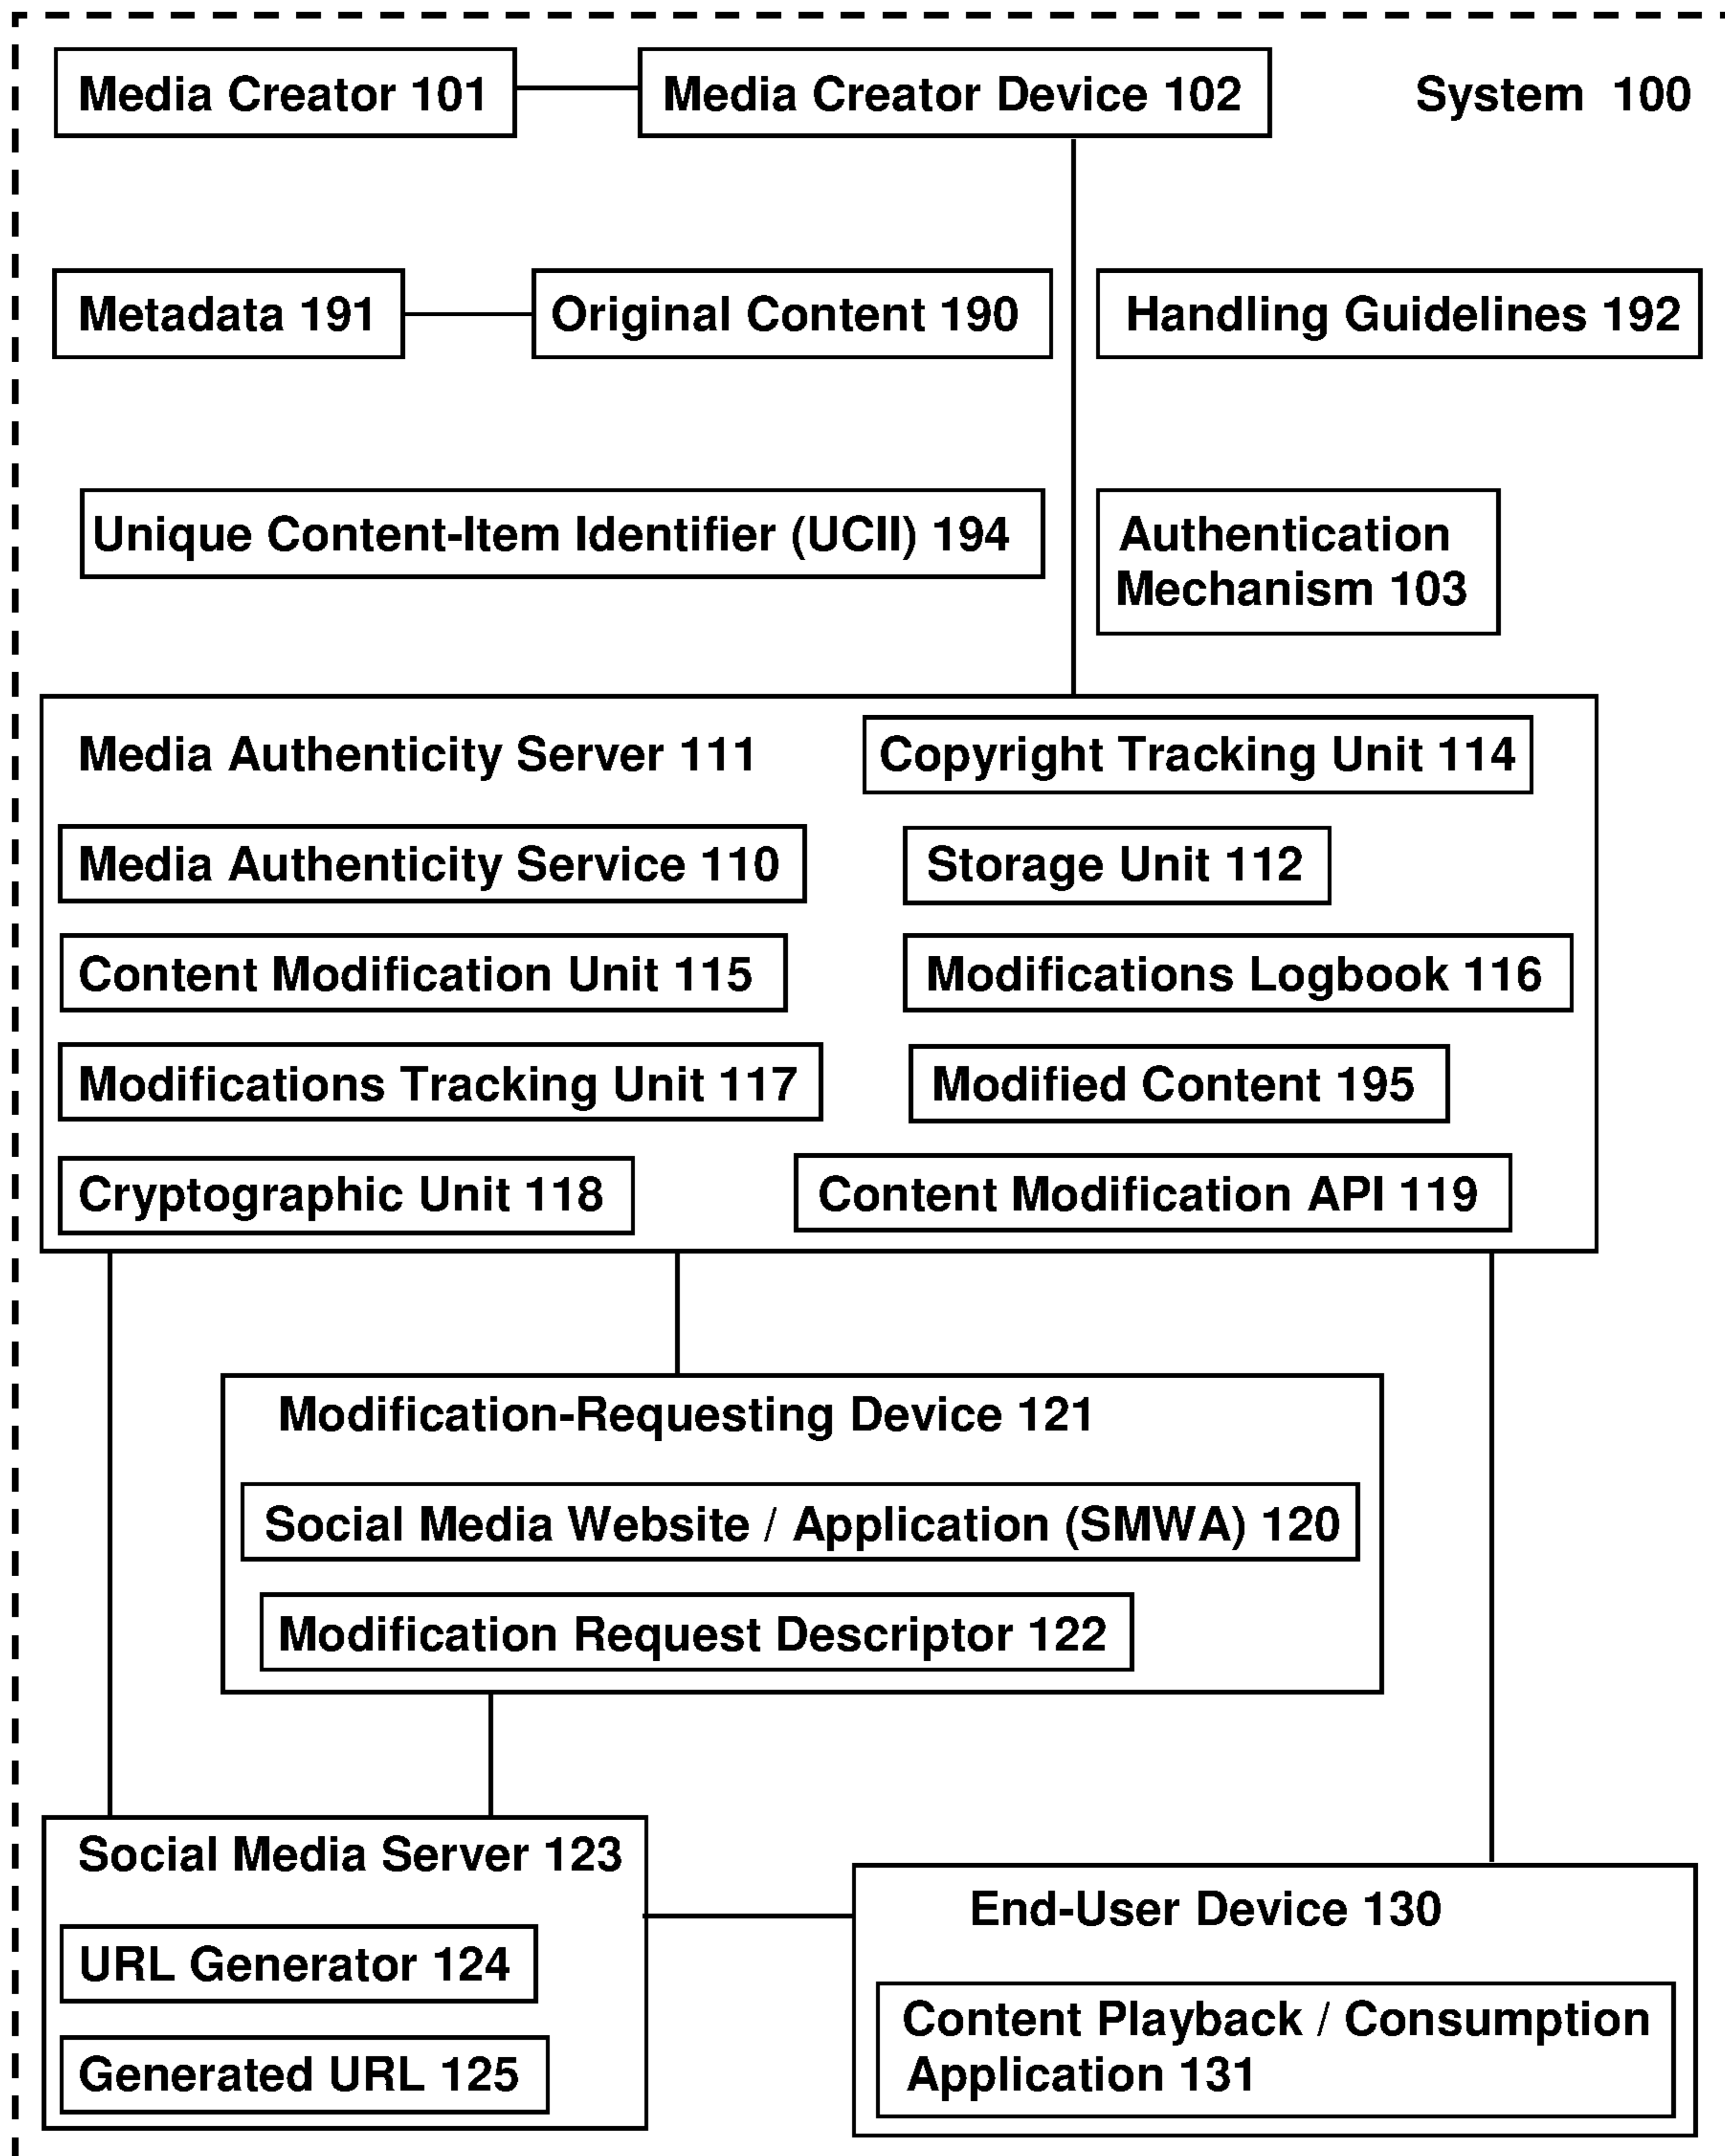 Media Creator 101
Media Creator Device 102
System 100
Metadata 191
Original Content 190
Handling Guidelines 192
Unique Content-Item Identifier (UCII) 194
Authentication
Mechanism 103
Media Authenticity Server 111
Copyright Tracking Unit 114
Media Authenticity Service 110
Storage Unit 112
Content Modification Unit 115
Modifications Logbook 116
Modifications Tracking Unit 117
Modified Content 195
Cryptographic Unit 118
Content Modification API 119
Modification-Requesting Device 121
Social Media Website / Application (SMWA) 120
Modification Request Descriptor 122
Social Media Server 123
URL Generator 124
Generated URL 125
End-User Device 130
Content Playback / Consumption
Application 131